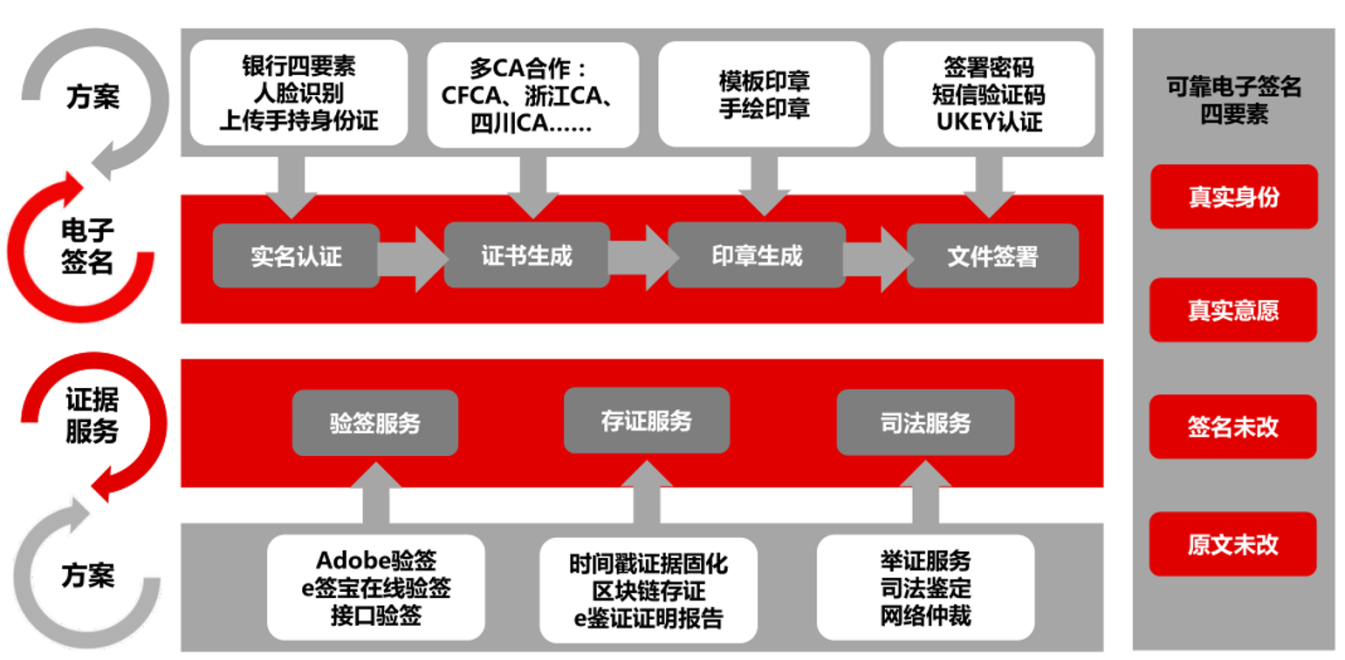 方案
银行四要素
人脸识别
上传手持身份证
多CA合作：
CFCA、浙江CA、
四川CA……
模板印章
手绘印章
签署密码
短信验证码
UKEY认证
电子
签名
实名认证
证书生成
印章生成
文件签署
证据
服务
验签服务
存证服务
司法服务
方案
Adobe验签
e签宝在线验签
接口验签
时间戳证据固化
区块链存证
e鉴证证明报告
举证服务
司法鉴定
网络仲裁
可靠电子签名
四要素
真实身份
真实意愿
签名未改
原文未改